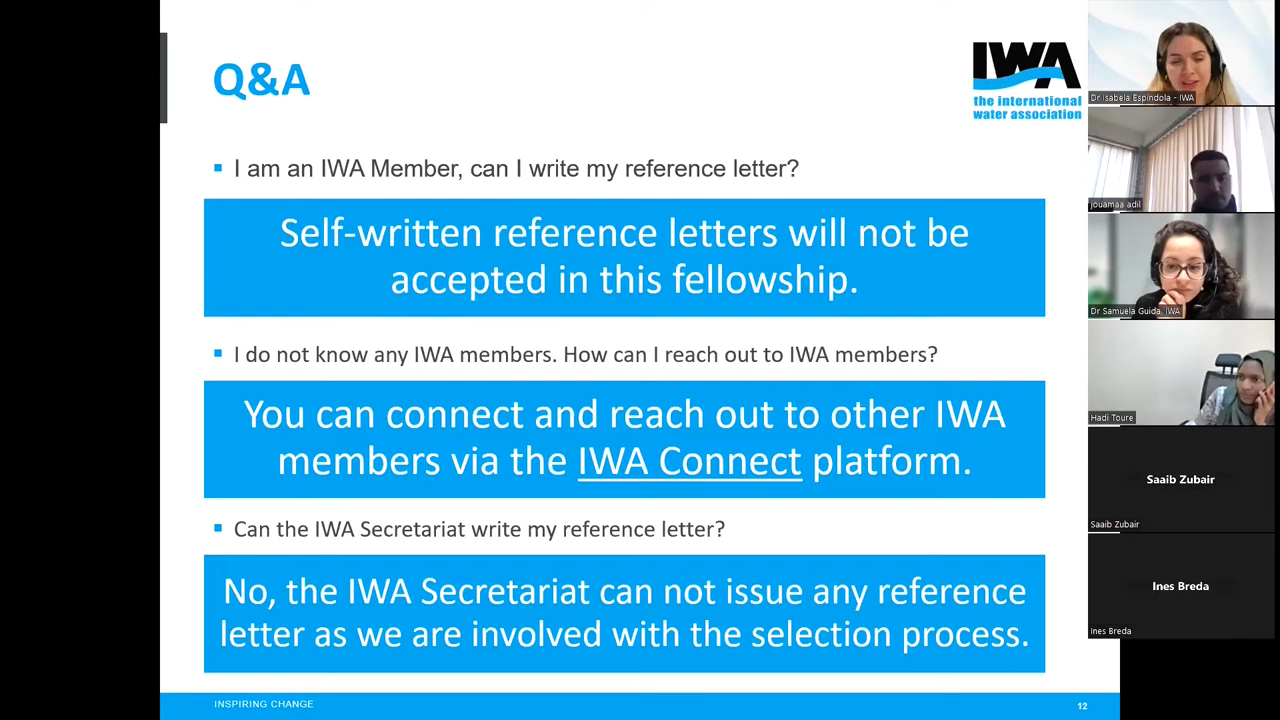 Q&A
IWA
the international
water association
I am an IWA Member, can I write my reference letter?
Self-written reference letters will not be
accepted in this fellowship.
I do not know any IWA members. How can I reach out to IWA members?
You can connect and reach out to other IWA
members via the IWA Connect platform.
Can the IWA Secretariat write my reference letter?
No, the IWA Secretariat can not issue any reference
letter as we are involved with the selection process.
INSPIRING CHANGE
12
Dr Isabela Espindola - IWA
jouamaa adil
Dr Samuela Guida, IWA
Hadi Toure
Saaib Zubair
Saaib Zubair
Ines Breda
Ines Breda